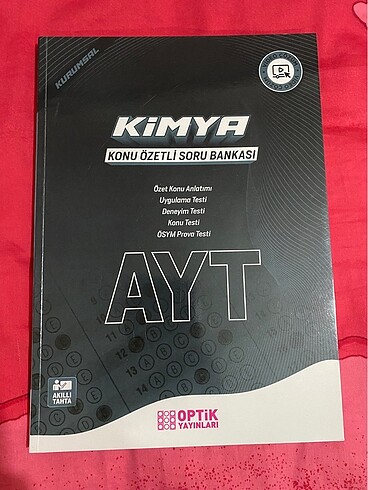 KURUMSAL
KİMYA
KONU ÖZETLİ SORU BANKASI
Özet Konu Anlatımı
Uygulama Testi
Deneyim Testi
Konu Testi
ÖSYM Prova Testi
AYT
AKILLI
TAHTA
OPTİK
YAYINLARI